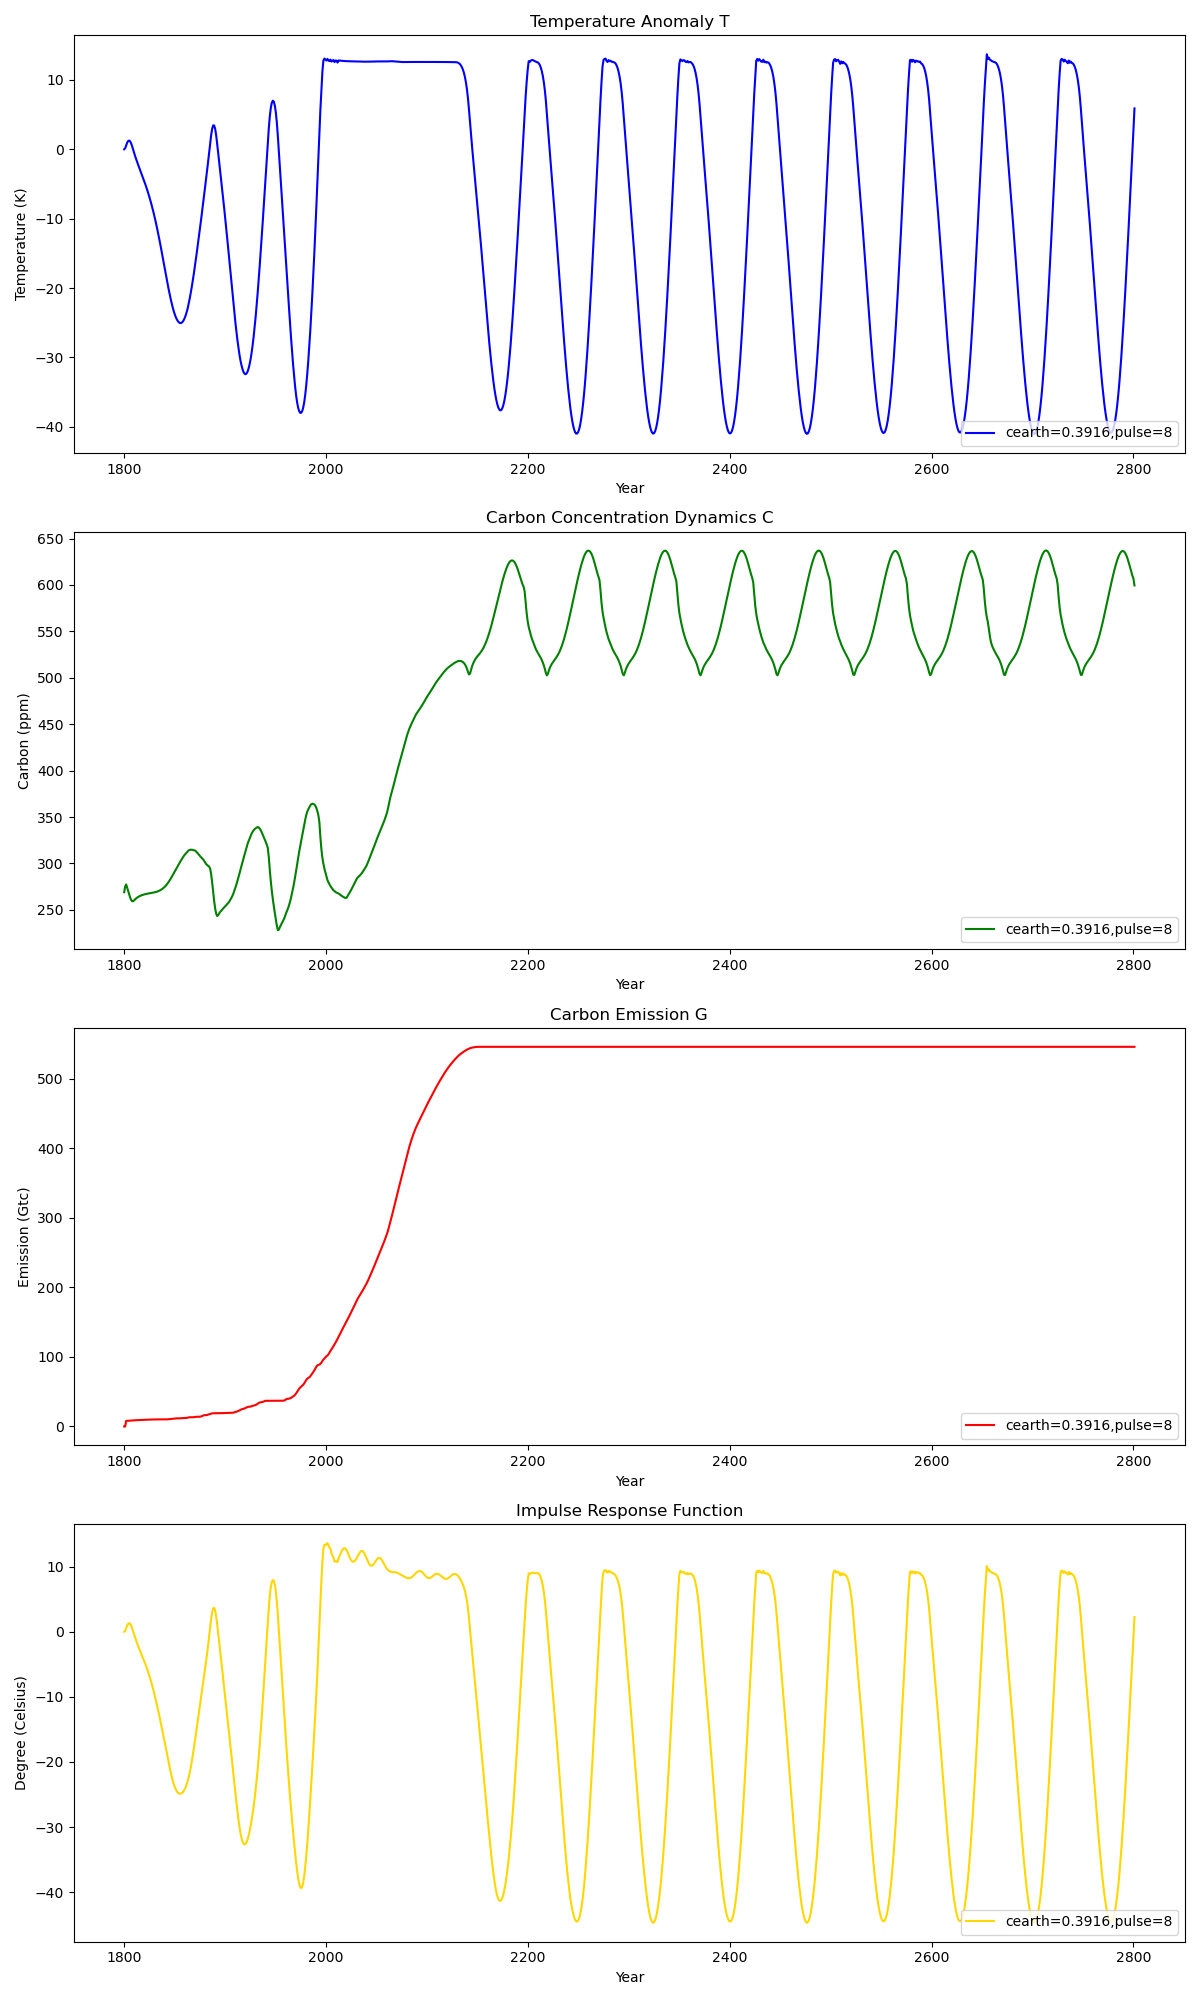 Temperature Anomaly T
Temperature (K)
10
0
−10
−20
−30
−40
cearth=0.3916,pulse=8
1800 2000 2200 2400 2600 2800
Year
Carbon Concentration Dynamics C
Carbon (ppm)
650
600
550
500
450
400
350
300
250
cearth=0.3916,pulse=8
1800 2000 2200 2400 2600 2800
Year
Carbon Emission G
Emission (Gtc)
500
400
300
200
100
0
cearth=0.3916,pulse=8
1800 2000 2200 2400 2600 2800
Year
Impulse Response Function
Degree (Celsius)
10
0
−10
−20
−30
−40
cearth=0.3916,pulse=8
1800 2000 2200 2400 2600 2800
Year